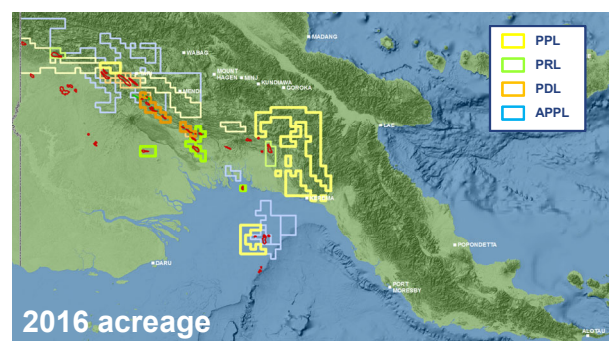 MADANG
WABAG
MOUNT
HAGEN
MINJ
KUNDIAWA
GOROKA
MENDI
LAE
KEREMA
POPONDETTA
DARU
PORT
MORESBY
ALOTAU
PPL
PRL
PDL
APPL
2016 acreage